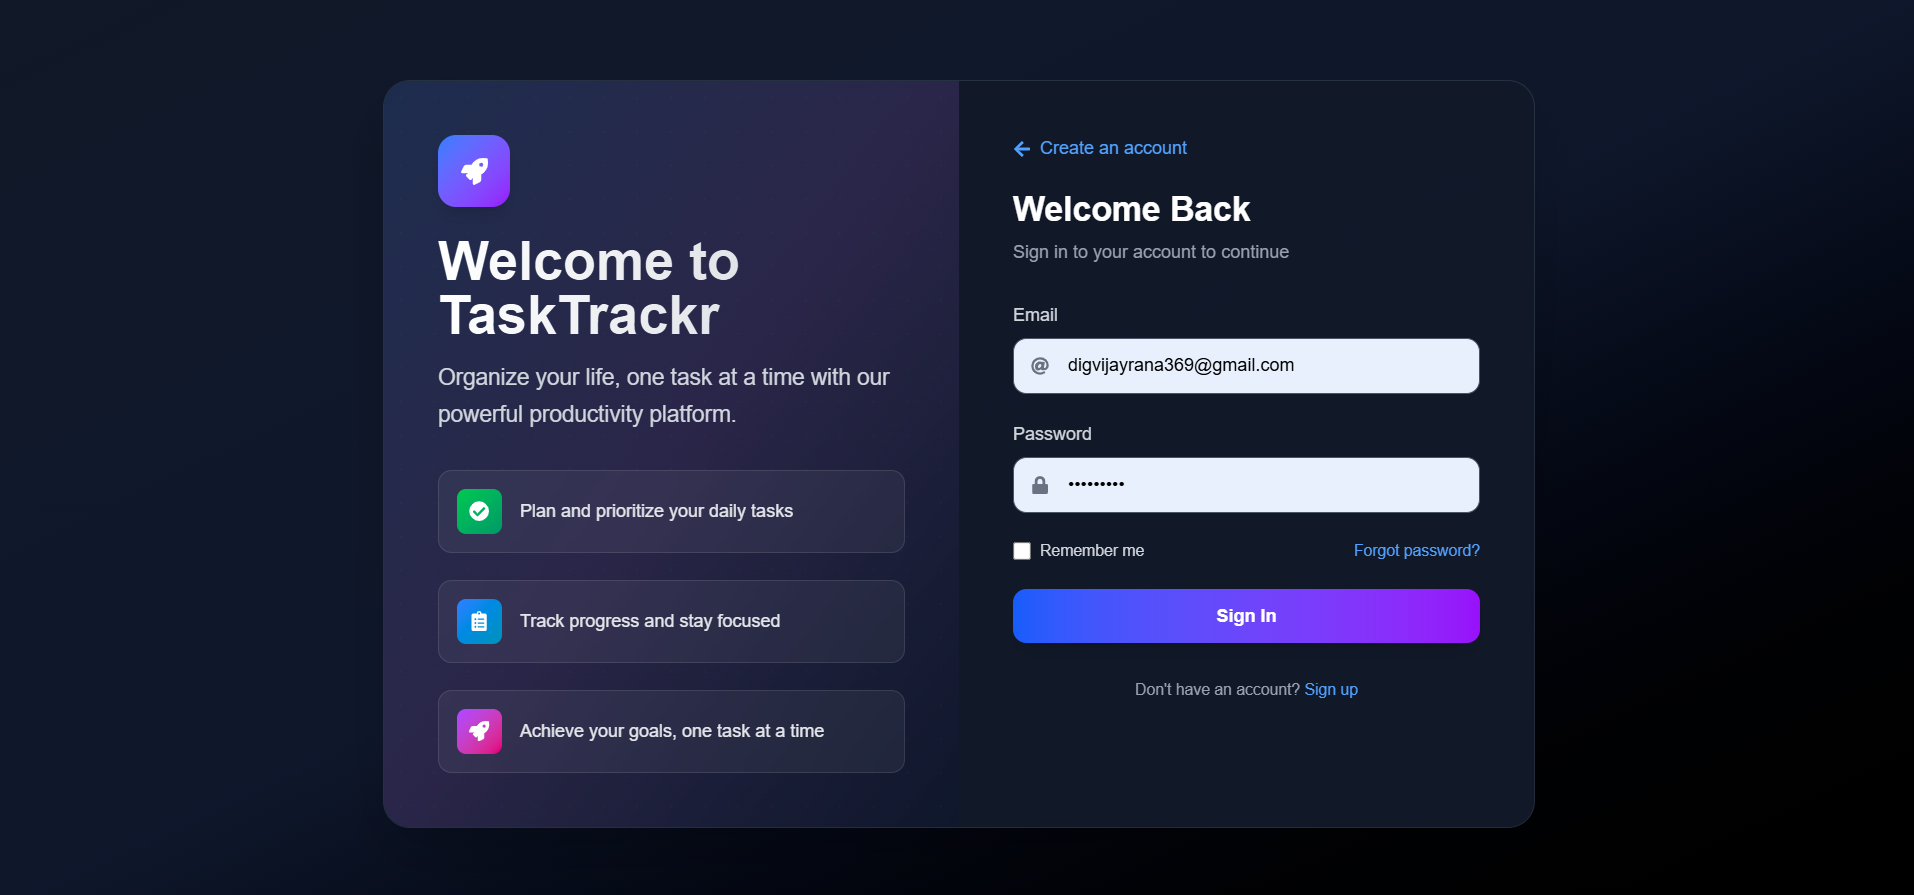 Welcome to
TaskTrackr
Organize your life, one task at a time with our
powerful productivity platform.
Plan and prioritize your daily tasks
Track progress and stay focused
Achieve your goals, one task at a time
Create an account
Welcome Back
Sign in to your account to continue
Email
@ digvijayrana369@gmail.com
Password
•••••••••
Remember me
Forgot password?
Sign In
Don't have an account? Sign up